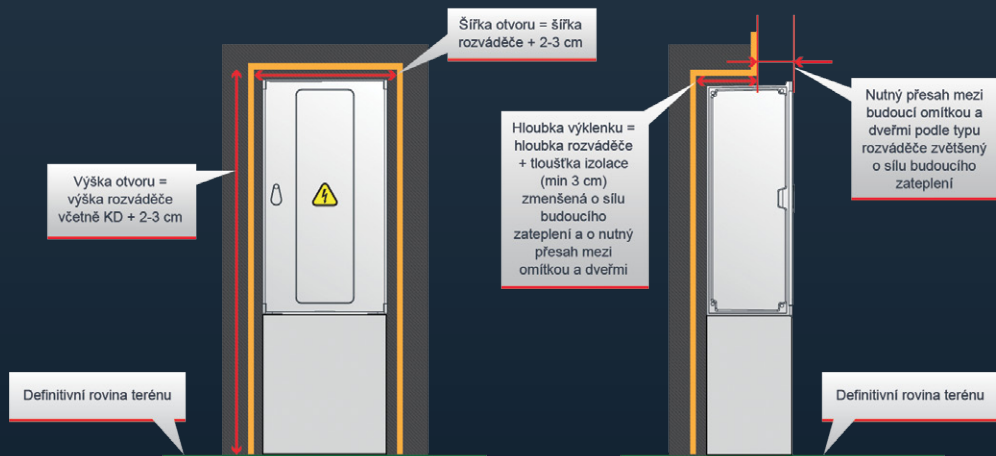 Šířka otvoru = šířka
rozváděče + 2-3 cm
Výška otvoru =
výška rozváděče
včetně KD + 2-3 cm
Definitivní rovina terénu
Hloubka výklenku =
hloubka rozváděče
+ tloušťka izolace
(min 3 cm)
zmenšená o sílu
budoucího
zateplení a o nutný
přesah mezi
omítkou a dveřmi
Nutný přesah mezi
budoucí omítkou a
dveřmi podle typu
rozváděče zvětšený
o sílu budoucího
zateplení
Definitivní rovina terénu